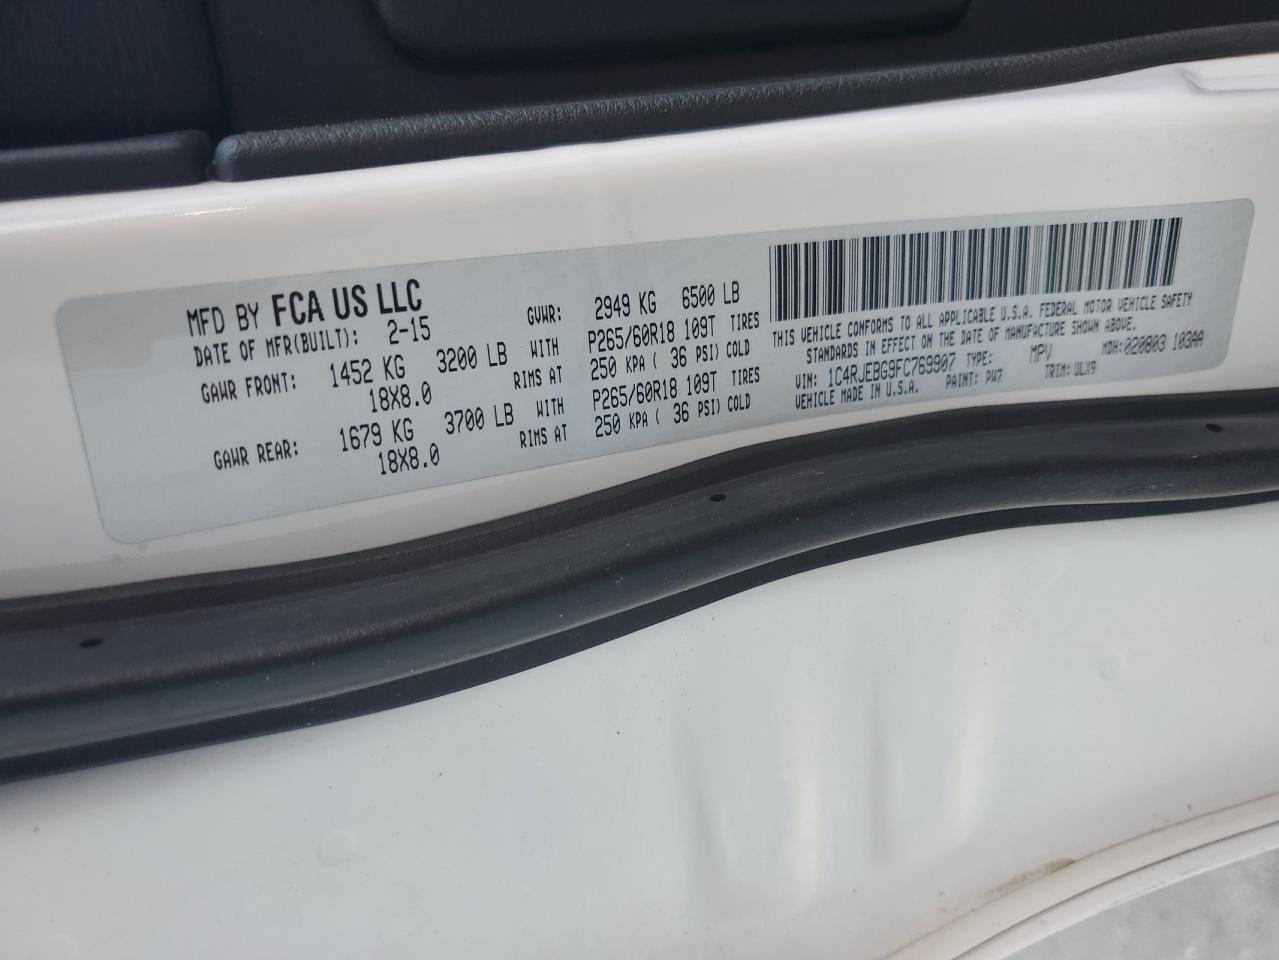 MFD BY FCA US LLC
DATE OF MFR(BUILT): 2-15 GVWR: 2949 KG 6500 LB
GAWR FRONT: 1452 KG 3200 LB WITH P265/60R18 109T TIRES
18X8.0 RIMS AT 250 KPA ( 36 PSI) COLD
GAWR REAR: 1679 KG 3700 LB WITH P265/60R18 109T TIRES
18X8.0 RIMS AT 250 KPA ( 36 PSI) COLD
THIS VEHICLE CONFORMS TO ALL APPLICABLE U.S.A. FEDERAL MOTOR VEHICLE SAFETY
STANDARDS IN EFFECT ON THE DATE OF MANUFACTURE SHOWN ABOVE.
MDH: 020803 103AA
VIN: 1C4RJEBG9FC769907 TYPE: MPV
VEHICLE MADE IN U.S.A. PAINT: PW7 TRIM: ULX9